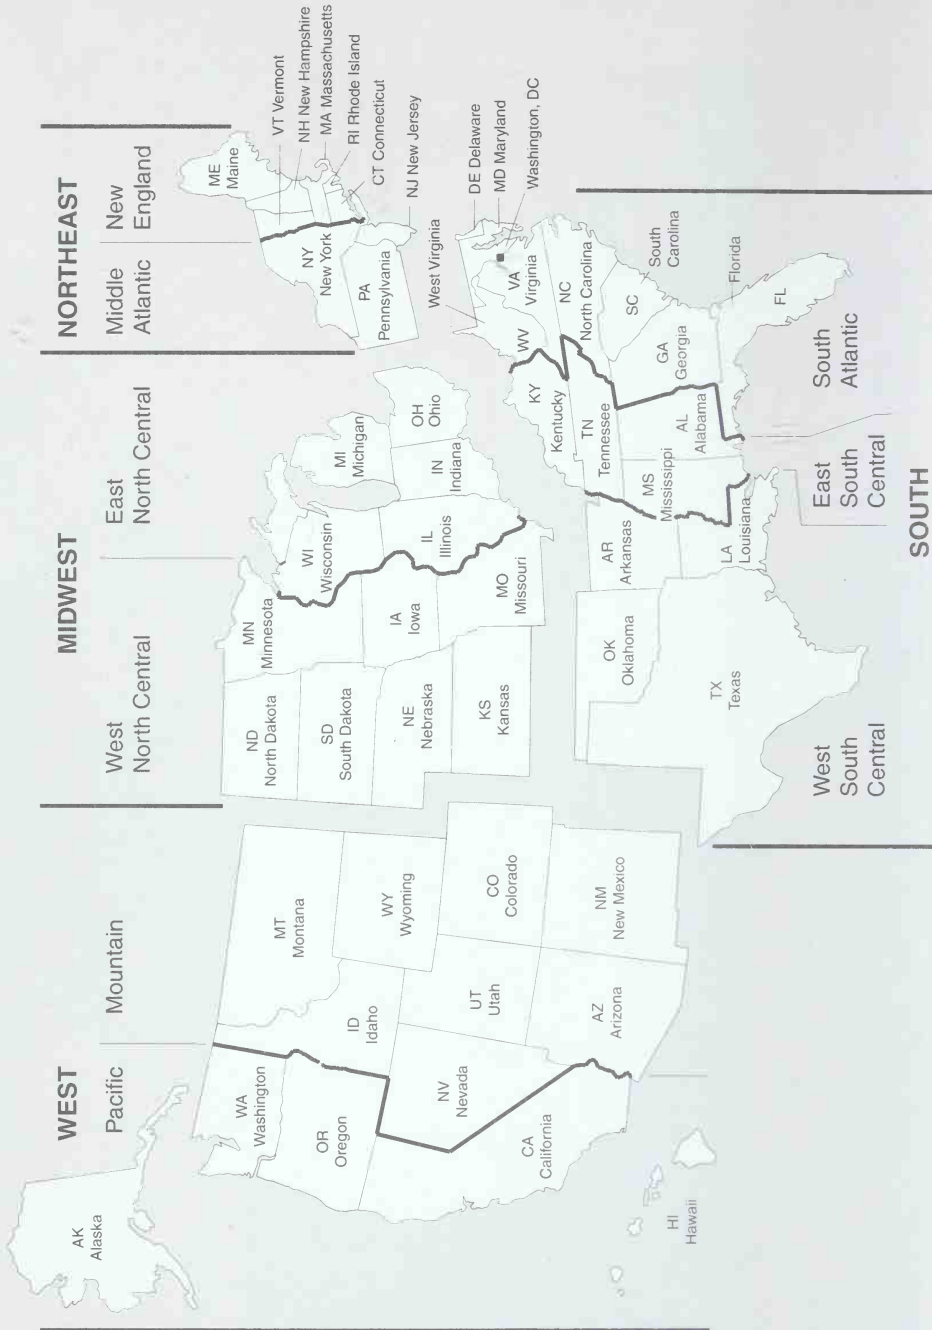 WEST
Pacific
Mountain
MIDWEST
West
North Central
East
North Central
NORTHEAST
Middle
Atlantic
New
England
AK
Alaska
WA
Washington
OR
Oregon
CA
California
HI
Hawaii
NV
Nevada
ID
Idaho
MT
Montana
WY
Wyoming
UT
Utah
CO
Colorado
AZ
Arizona
NM
New Mexico
ND
North Dakota
SD
South Dakota
NE
Nebraska
KS
Kansas
MN
Minnesota
IA
Iowa
MO
Missouri
WI
Wisconsin
IL
Illinois
MI
Michigan
IN
Indiana
OH
Ohio
ME
Maine
NY
New York
PA
Pennsylvania
VT Vermont
NH New Hampshire
MA Massachusetts
RI Rhode Island
CT Connecticut
NJ New Jersey
West Virginia
DE Delaware
MD Maryland
Washington, DC
WV
VA
Virginia
KY
Kentucky
NC
North Carolina
TN
Tennessee
SC
South
Carolina
GA
Georgia
AL
Alabama
MS
Mississippi
Florida
FL
AR
Arkansas
LA
Louisiana
OK
Oklahoma
TX
Texas
West
South
Central
East
South
Central
South
Atlantic
SOUTH